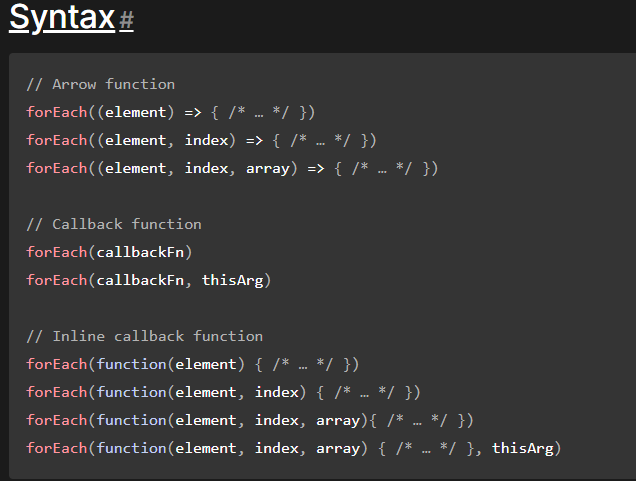 Syntax #
// Arrow function
forEach((element) => { /* … */ })
forEach((element, index) => { /* … */ })
forEach((element, index, array) => { /* … */ })
// Callback function
forEach(callbackFn)
forEach(callbackFn, thisArg)
// Inline callback function
forEach(function(element) { /* … */ })
forEach(function(element, index) { /* … */ })
forEach(function(element, index, array){ /* … */ })
forEach(function(element, index, array) { /* … */ }, thisArg)